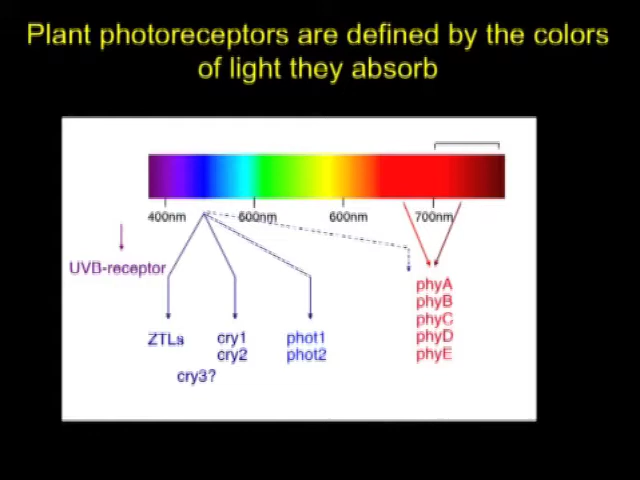 Plant photoreceptors are defined by the colors
of light they absorb
400nm 500nm 600nm 700nm
UVB-receptor
phyA
phyB
phyC
phyD
phyE
ZTLs
cry1
cry2
cry3?
phot1
phot2